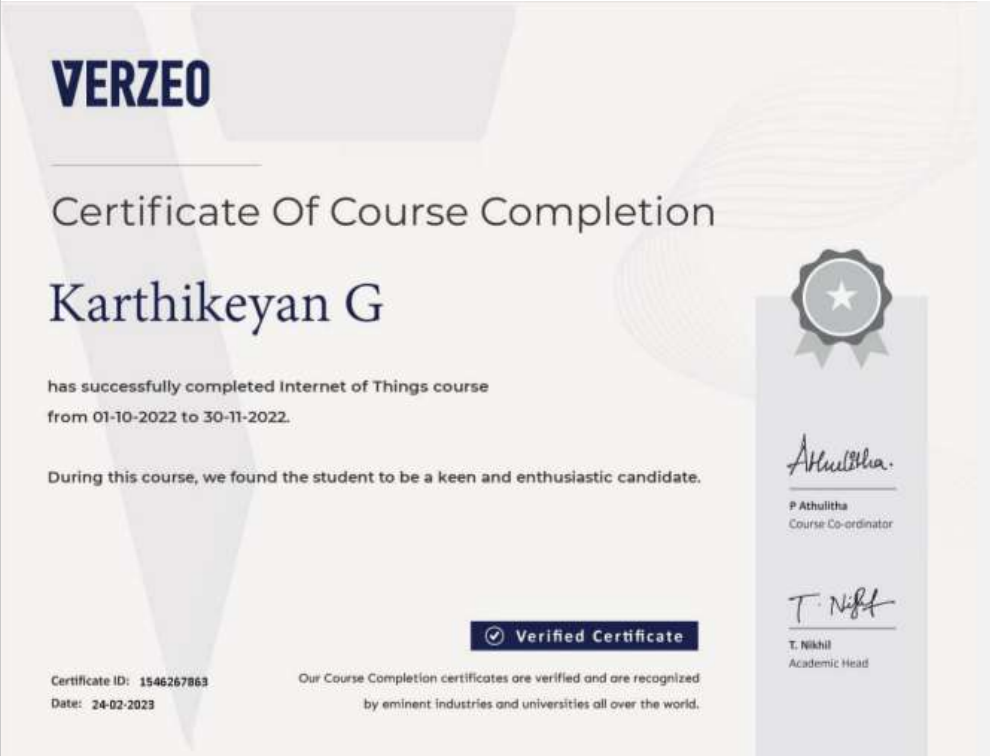 VERZEO
Certificate Of Course Completion
Karthikeyan G
has successfully completed Internet of Things course
from 01-10-2022 to 30-11-2022.
During this course, we found the student to be a keen and enthusiastic candidate.
Athulitha.
P Athulitha
Course Co-ordinator
T. Nikhil
Academic Head
Verified Certificate
Certificate ID: 1546267863
Date: 24-02-2023
Our Course Completion certificates are verified and are recognized
by eminent industries and universities all over the world.